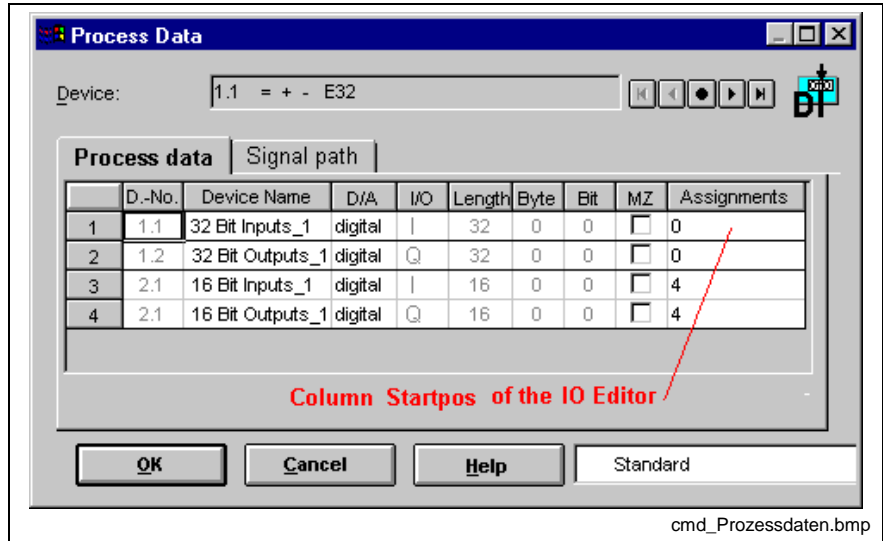 Process Data
Device: 1.1 = + - E32
DI
Process data Signal path
D.-No. Device Name D/A I/O Length Byte Bit MZ Assignments
1 1.1 32 Bit Inputs_1 digital I 32 0 0 0
2 1.2 32 Bit Outputs_1 digital Q 32 0 0 0
3 2.1 16 Bit Inputs_1 digital I 16 0 0 4
4 2.1 16 Bit Outputs_1 digital Q 16 0 0 4
Column Startpos of the IO Editor
OK Cancel Help Standard
cmd_Prozessdaten.bmp